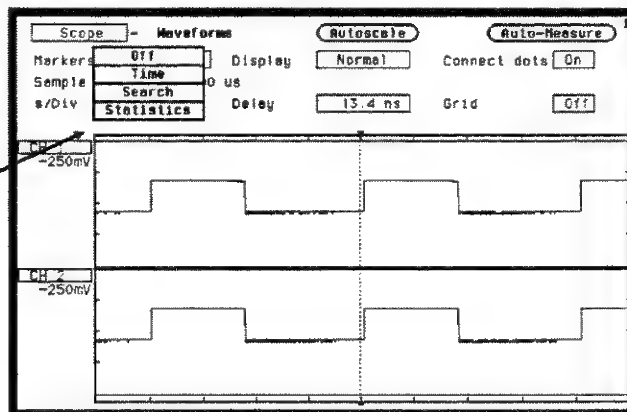 Scope - Waveforms Autoscale Auto-Measure
Markers Off Display Normal Connect dots On
Time
Sample 0 us
Search
s/Div Statistics Delay 13.4 ns Grid Off
CH
-250mV
CH 2
-250mV